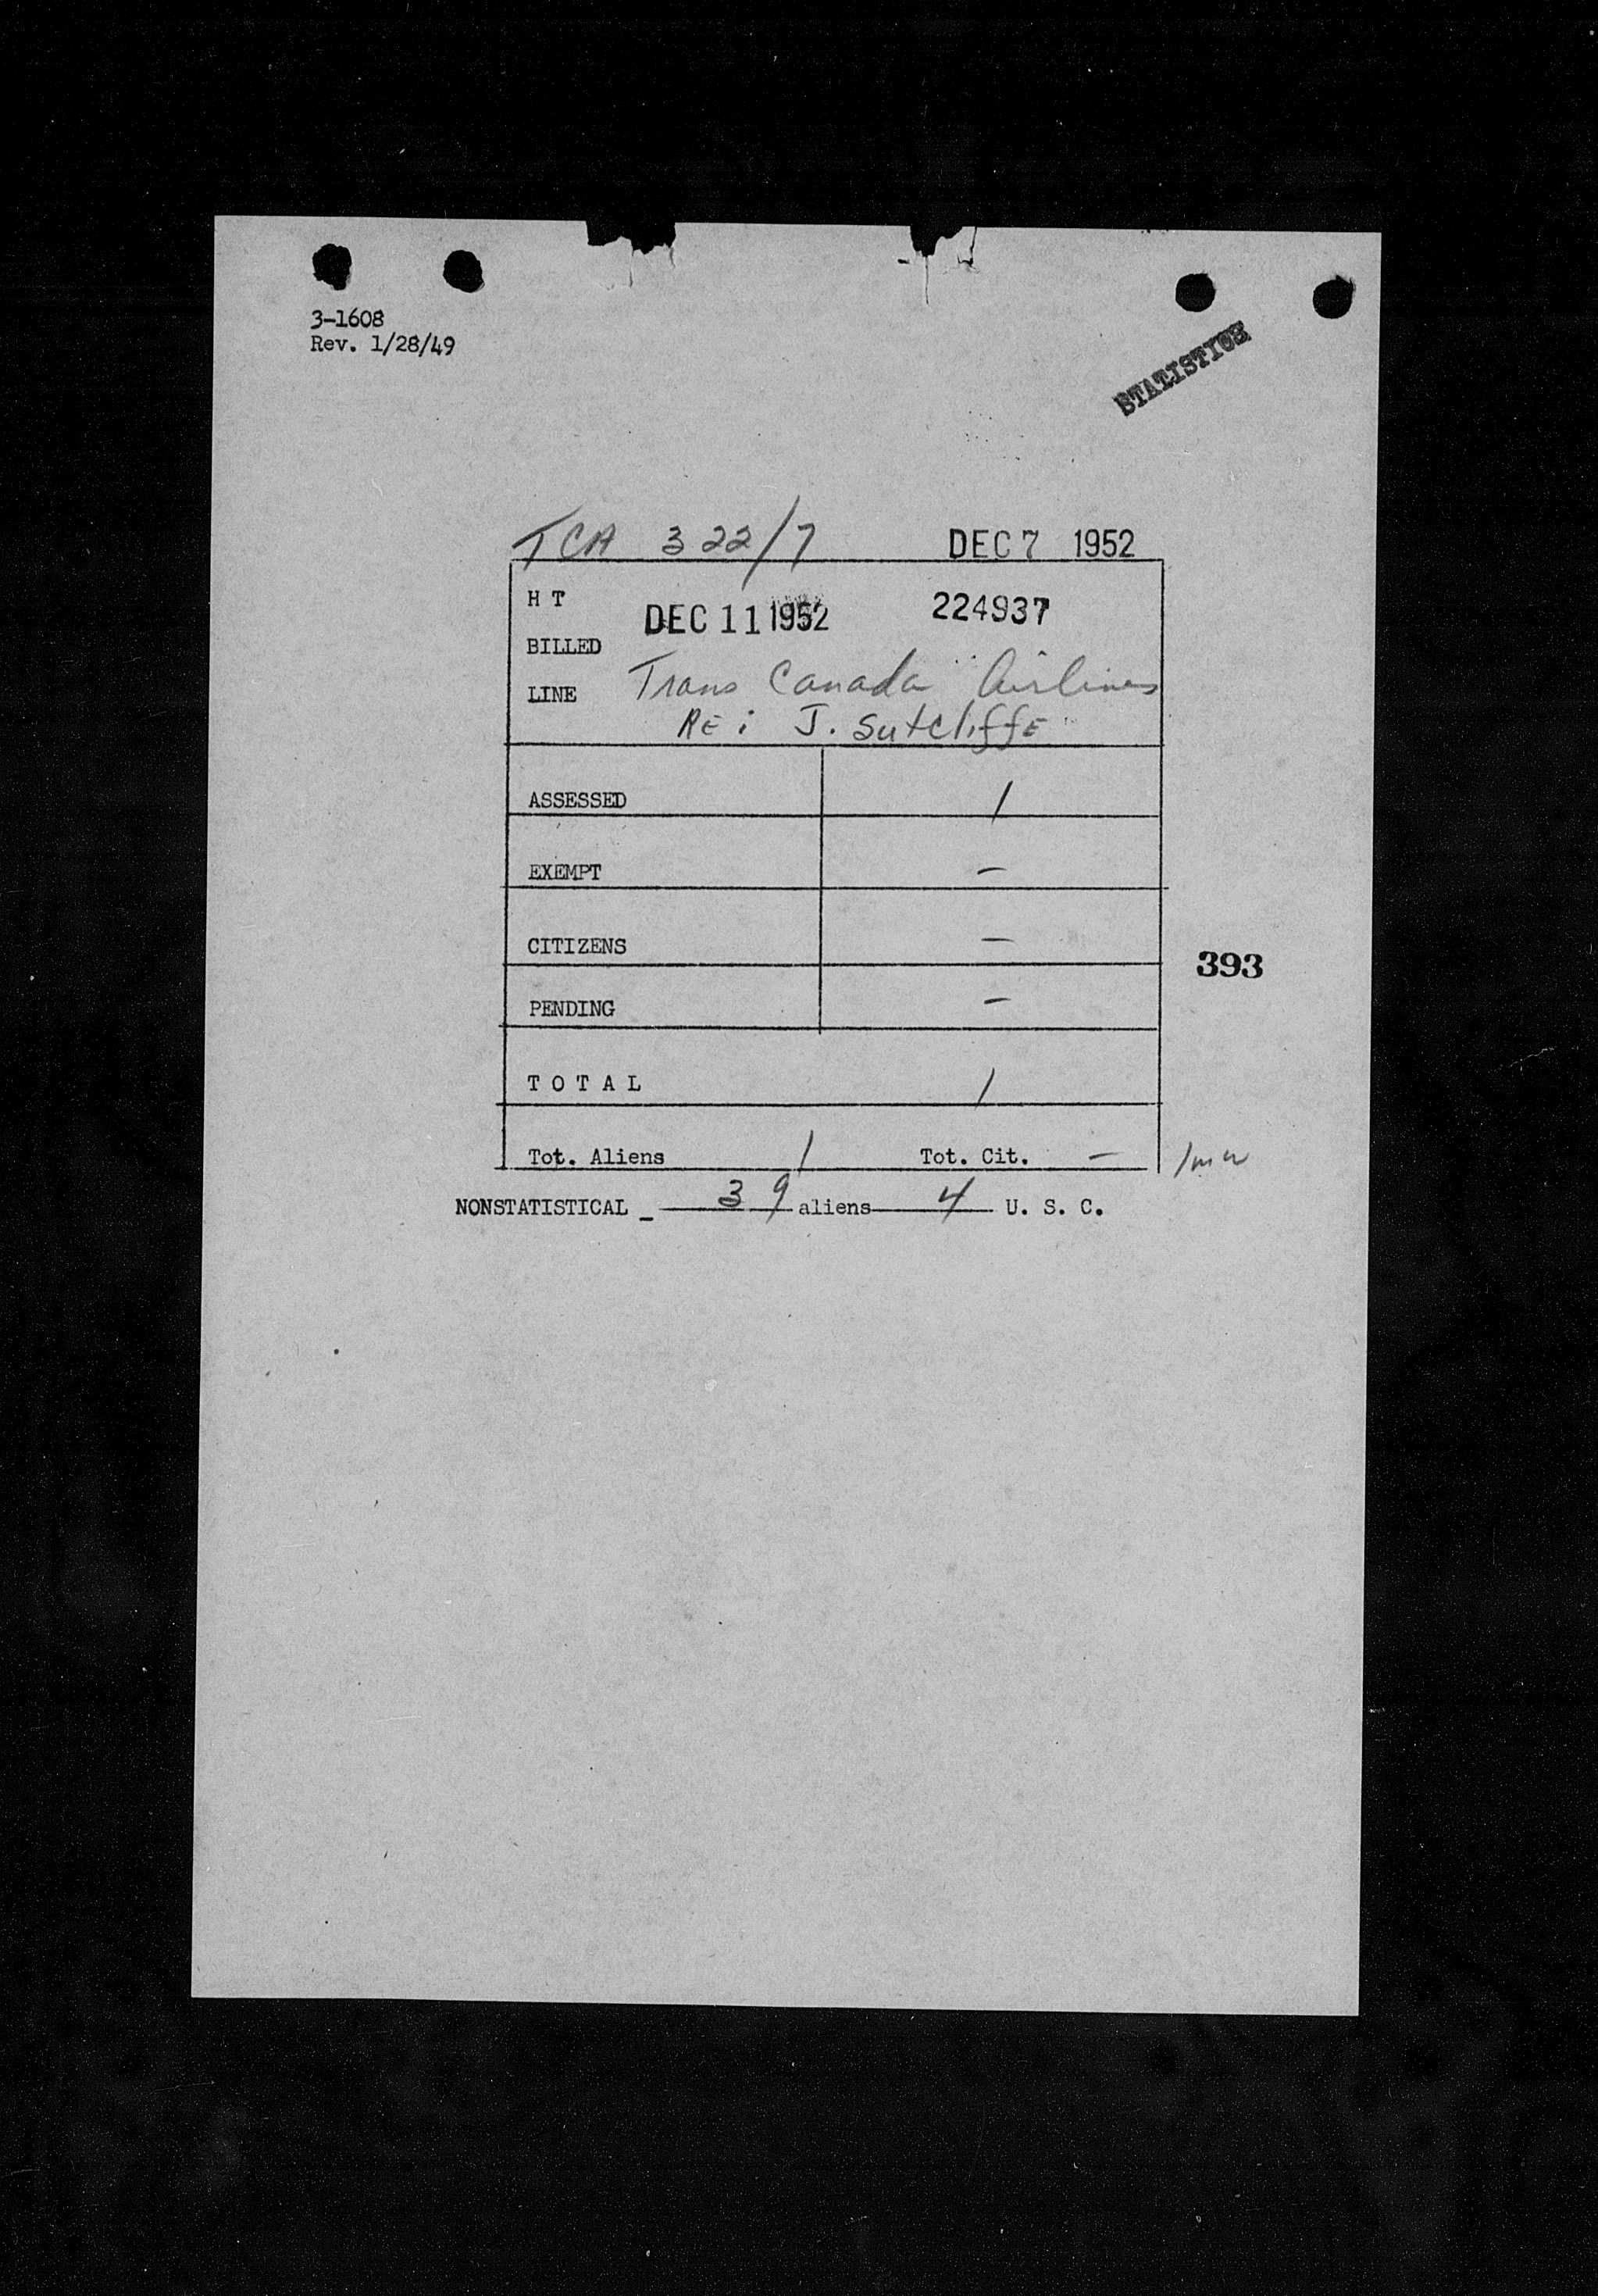 3-1608
Rev. 1/28/49
STATISTICS
TCA 322/7 DEC 7 1952
H T
DEC 11 1952 224937
BILLED
LINE Trans Canada Airlines
RE: J. Sutcliffe
ASSESSED 1
EXEMPT –
CITIZENS –
393
PENDING –
T O T A L 1
Tot. Aliens 1 Tot. Cit. –
NONSTATISTICAL _ 39 aliens 4 U. S. C.